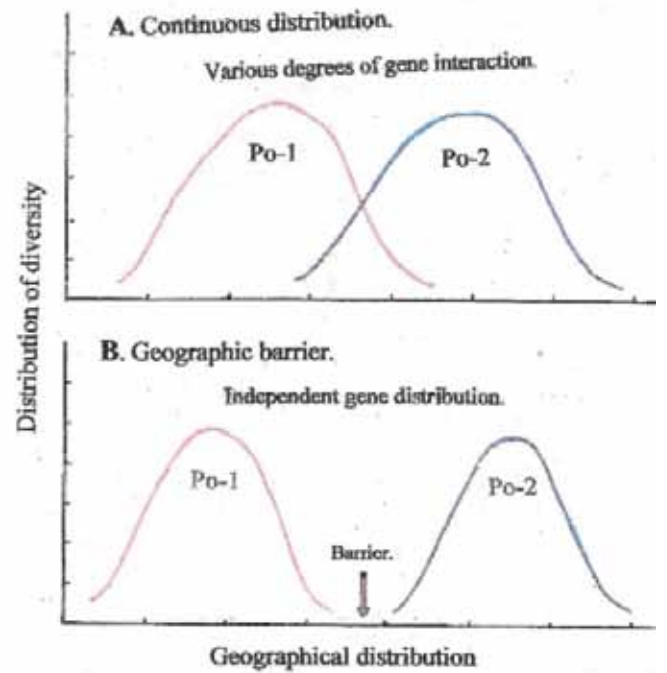 A. Continuous distribution.
Various degrees of gene interaction.
Po-1
Po-2
Distribution of diversity
B. Geographic barrier.
Independent gene distribution.
Po-1
Po-2
Barrier.
Geographical distribution